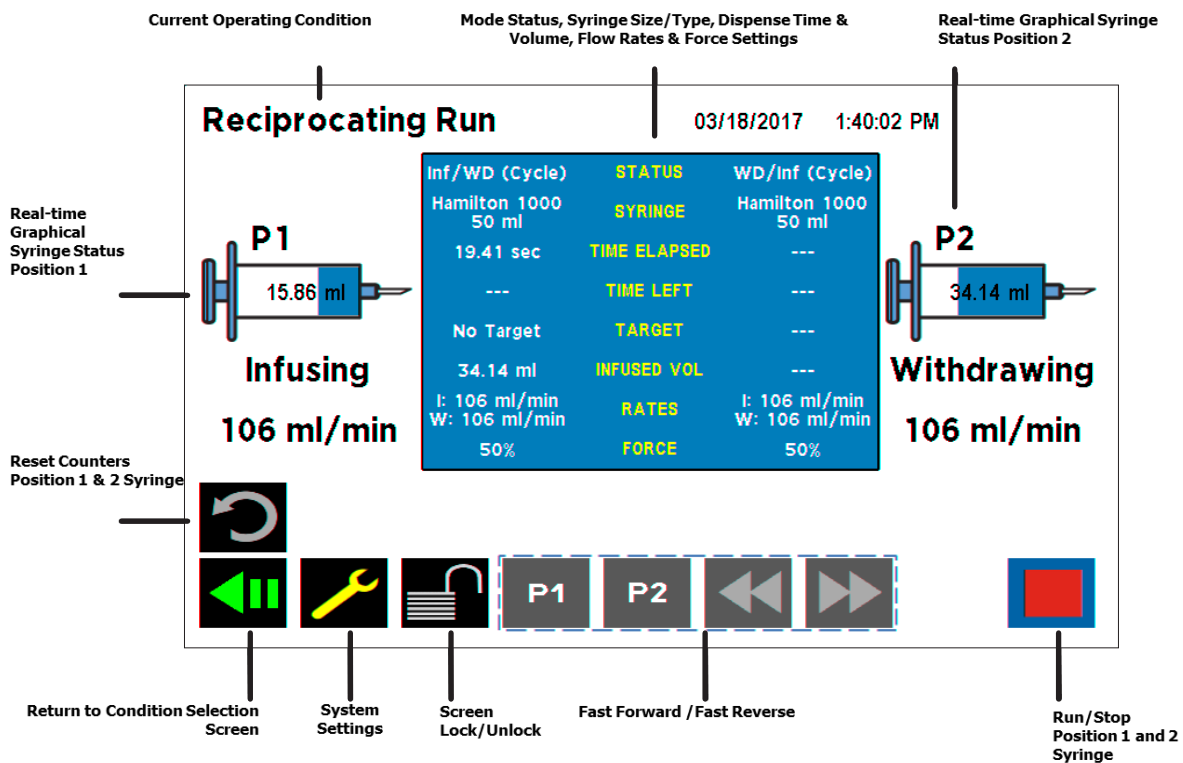 Current Operating Condition
Mode Status, Syringe Size/Type, Dispense Time &
Volume, Flow Rates & Force Settings
Real-time Graphical Syringe
Status Position 2
Reciprocating Run
03/18/2017 1:40:02 PM
Inf/WD (Cycle) STATUS WD/Inf (Cycle)
Hamilton 1000
50 ml
SYRINGE
Hamilton 1000
50 ml
19.41 sec TIME ELAPSED ---
--- TIME LEFT ---
No Target TARGET ---
34.14 ml INFUSED VOL ---
I: 106 ml/min
W: 106 ml/min
RATES
I: 106 ml/min
W: 106 ml/min
50% FORCE 50%
Real-time
Graphical
Syringe Status
Position 1
P1
15.86 ml
Infusing
106 ml/min
P2
34.14 ml
Withdrawing
106 ml/min
Reset Counters
Position 1 & 2 Syringe
P1 P2
Return to Condition Selection
Screen
System
Settings
Screen
Lock/Unlock
Fast Forward /Fast Reverse
Run/Stop
Position 1 and 2
Syringe